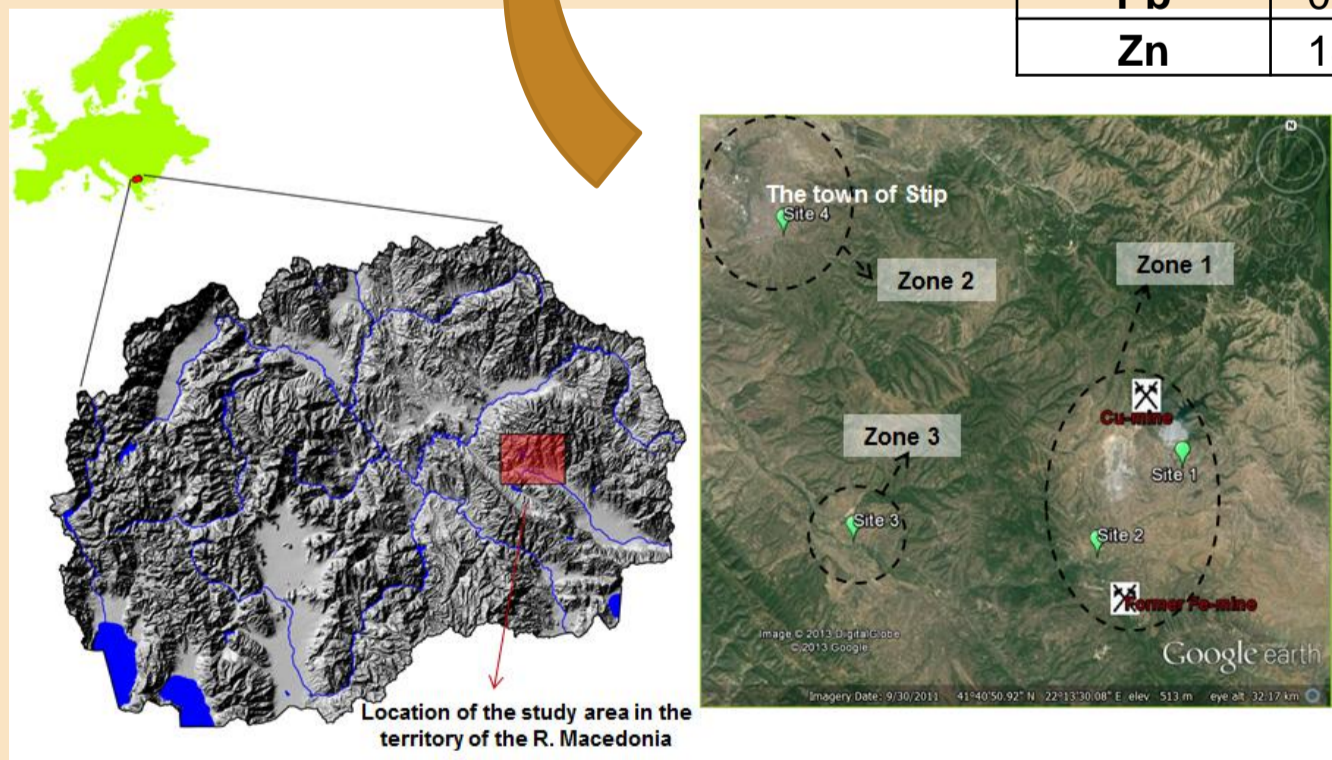 Pb
Zn 1
N
The town of Stip
Site 4
Zone 2
Zone 1
Cu-mine
Site 1
Zone 3
Site 3
Site 2
Former Fe-mine
Image © 2013 DigitalGlobe
© 2013 Google
Google earth
Imagery Date: 9/30/2011 41°40'50.92" N 22°13'30.08" E elev 513 m eye alt 32.17 km
Location of the study area in the
territory of the R. Macedonia